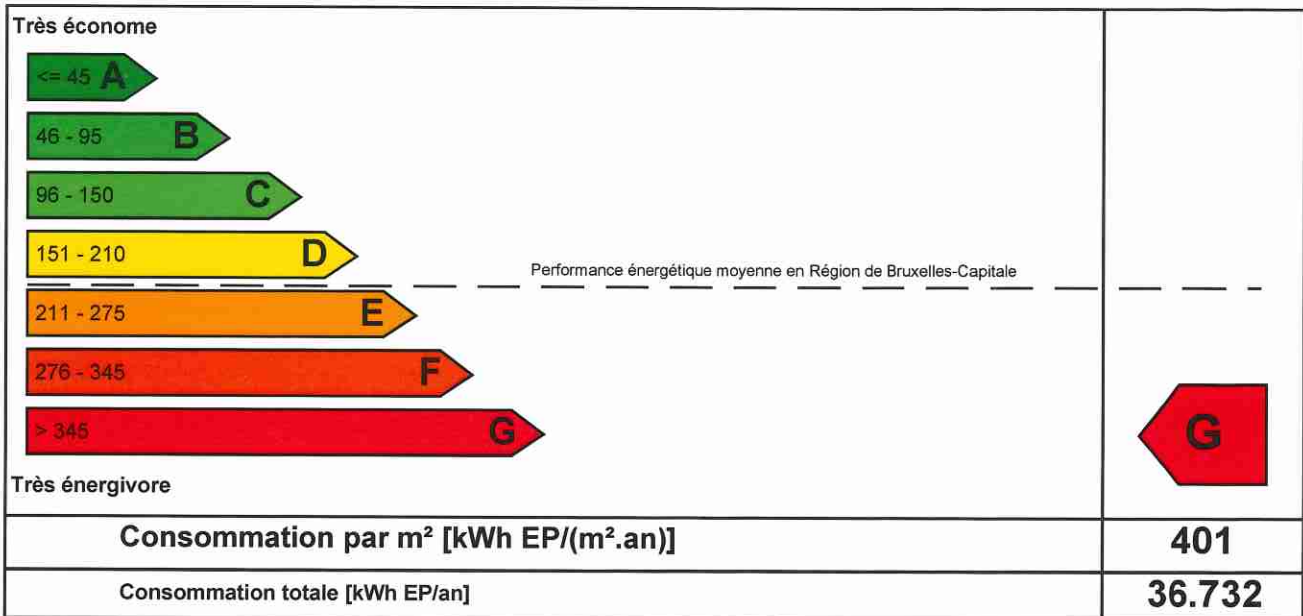 Très économe
<= 45 A
46 - 95 B
96 - 150 C
151 - 210 D
Performance énergétique moyenne en Région de Bruxelles-Capitale
211 - 275 E
276 - 345 F
> 345 G
G
Très énergivore
Consommation par m² [kWh EP/(m².an)] 401
Consommation totale [kWh EP/an] 36.732